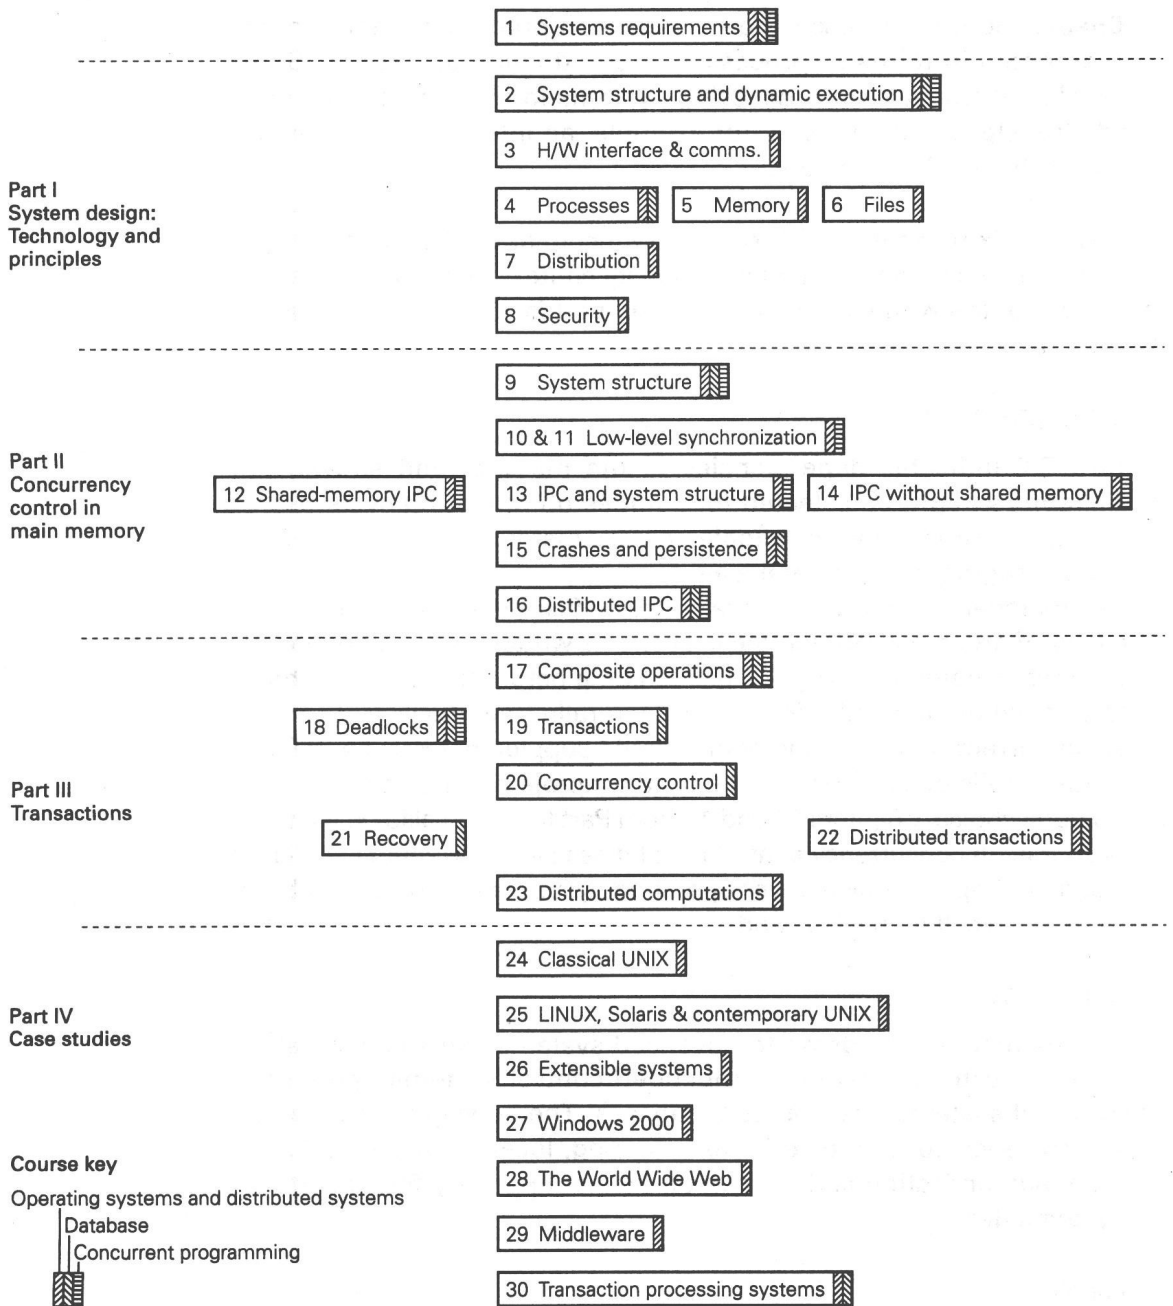 1 Systems requirements
2 System structure and dynamic execution
3 H/W interface & comms.
Part I
System design:
Technology and
principles
4 Processes
5 Memory
6 Files
7 Distribution
8 Security
9 System structure
10 & 11 Low-level synchronization
Part II
Concurrency
control in
main memory
12 Shared-memory IPC
13 IPC and system structure
14 IPC without shared memory
15 Crashes and persistence
16 Distributed IPC
17 Composite operations
18 Deadlocks
19 Transactions
20 Concurrency control
Part III
Transactions
21 Recovery
22 Distributed transactions
23 Distributed computations
24 Classical UNIX
Part IV
Case studies
25 LINUX, Solaris & contemporary UNIX
26 Extensible systems
27 Windows 2000
28 The World Wide Web
29 Middleware
30 Transaction processing systems
Course key
Operating systems and distributed systems
Database
Concurrent programming